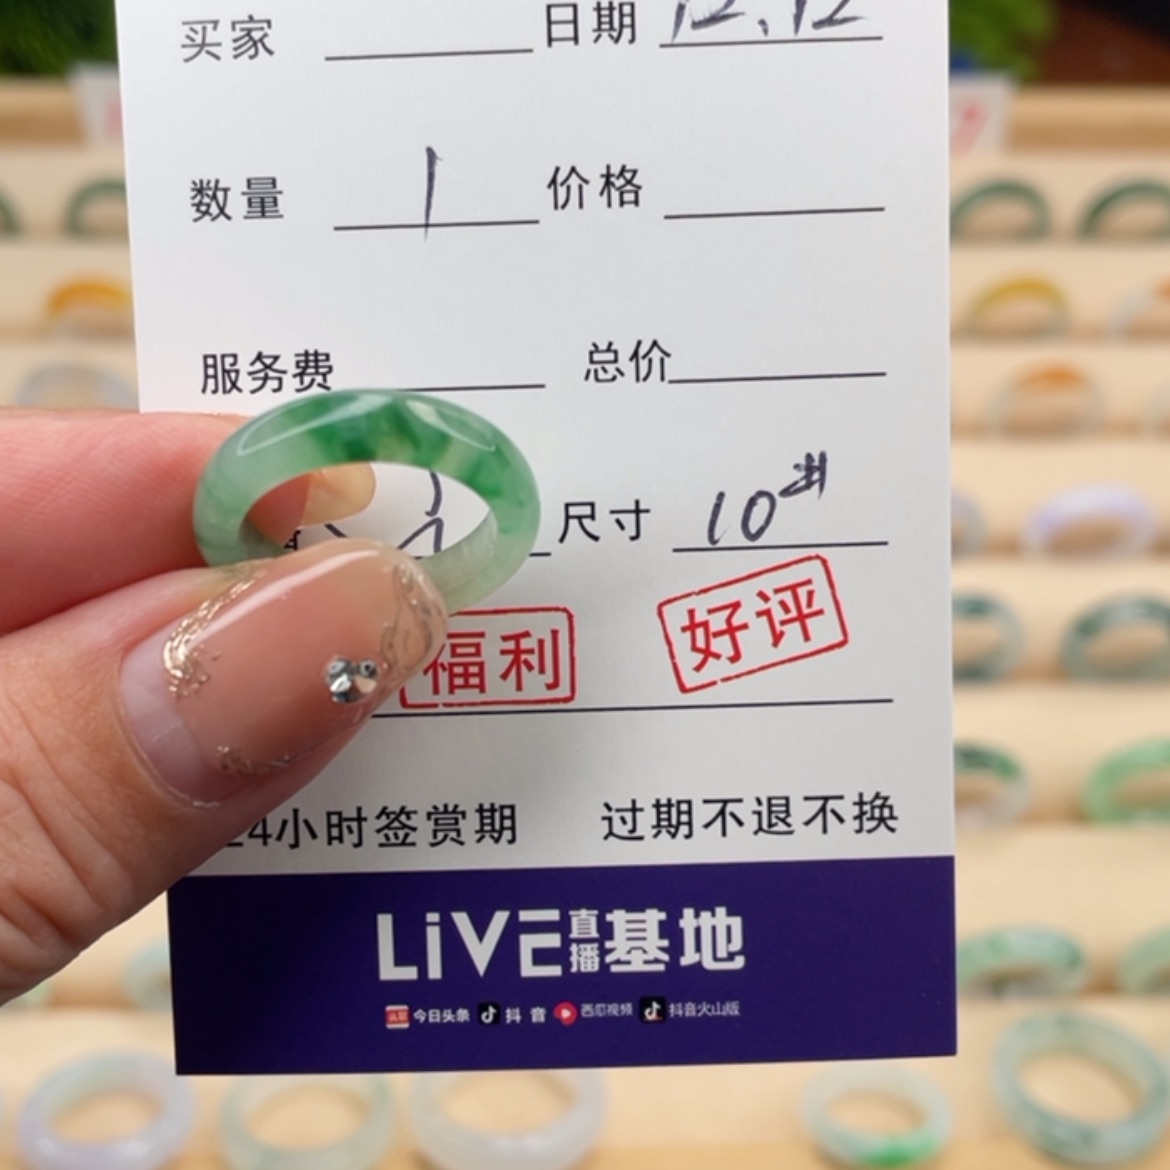 买家 日期 12.12
数量 1 价格
服务费 总价
尺寸 10#
福利 好评
24小时签赏期 过期不退不换
LiVE直播基地
今日头条 抖音 西瓜视频 抖音火山版